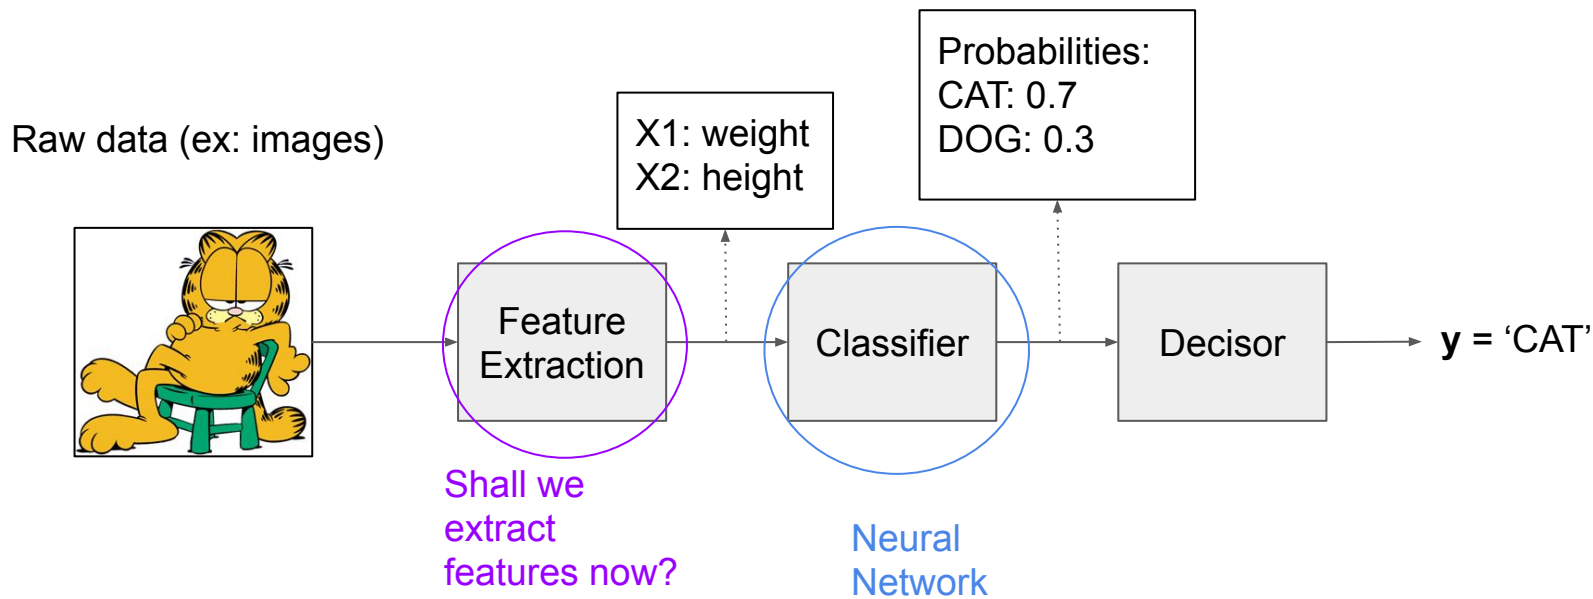 Raw data (ex: images)
X1: weight
X2: height
Probabilities:
CAT: 0.7
DOG: 0.3
Feature
Extraction
Classifier
Decisor
y = ‘CAT’
Shall we
extract
features now?
Neural
Network